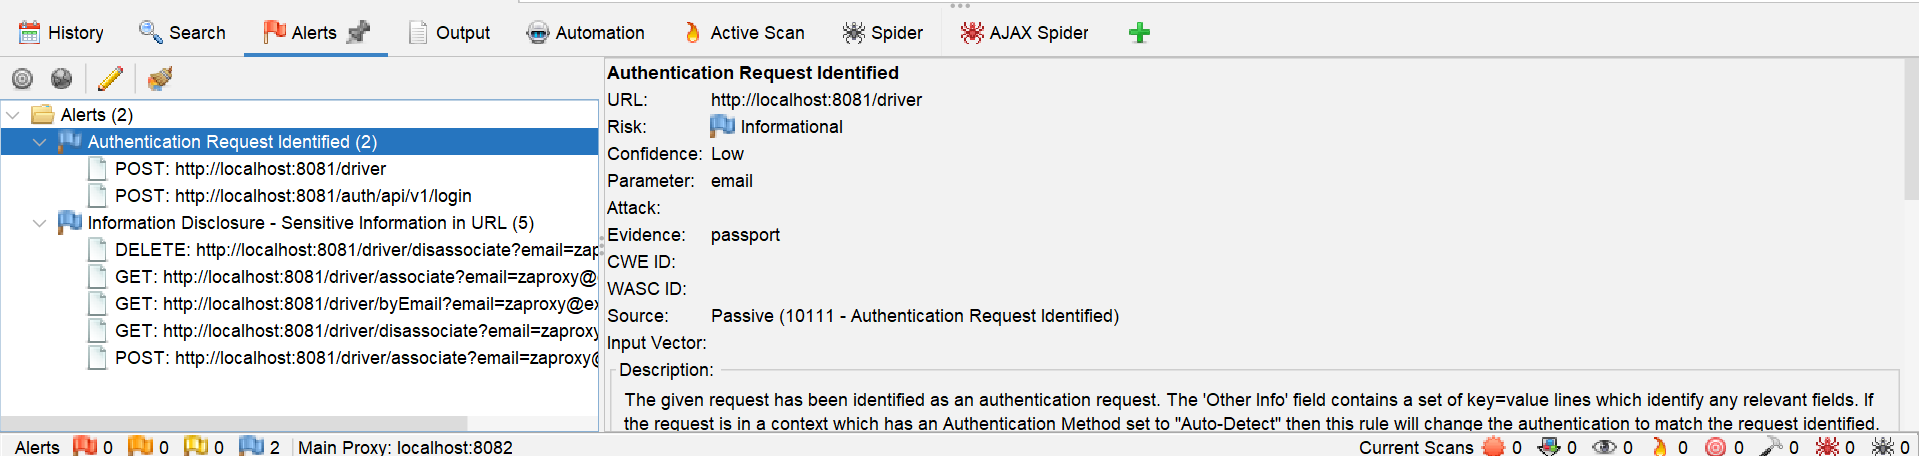 History Search Alerts Output Automation Active Scan Spider AJAX Spider
Alerts (2)
Authentication Request Identified (2)
POST: http://localhost:8081/driver
POST: http://localhost:8081/auth/api/v1/login
Information Disclosure - Sensitive Information in URL (5)
DELETE: http://localhost:8081/driver/disassociate?email=zap
GET: http://localhost:8081/driver/associate?email=zaproxy@
GET: http://localhost:8081/driver/byEmail?email=zaproxy@ex
GET: http://localhost:8081/driver/disassociate?email=zaproxy
POST: http://localhost:8081/driver/associate?email=zaproxy@
Authentication Request Identified
URL: http://localhost:8081/driver
Risk: Informational
Confidence: Low
Parameter: email
Attack:
Evidence: passport
CWE ID:
WASC ID:
Source: Passive (10111 - Authentication Request Identified)
Input Vector:
Description:
The given request has been identified as an authentication request. The 'Other Info' field contains a set of key=value lines which identify any relevant fields. If
the request is in a context which has an Authentication Method set to "Auto-Detect" then this rule will change the authentication to match the request identified.
Alerts 0 0 0 2 Main Proxy: localhost:8082 Current Scans 0 0 0 0 0 0 0 0